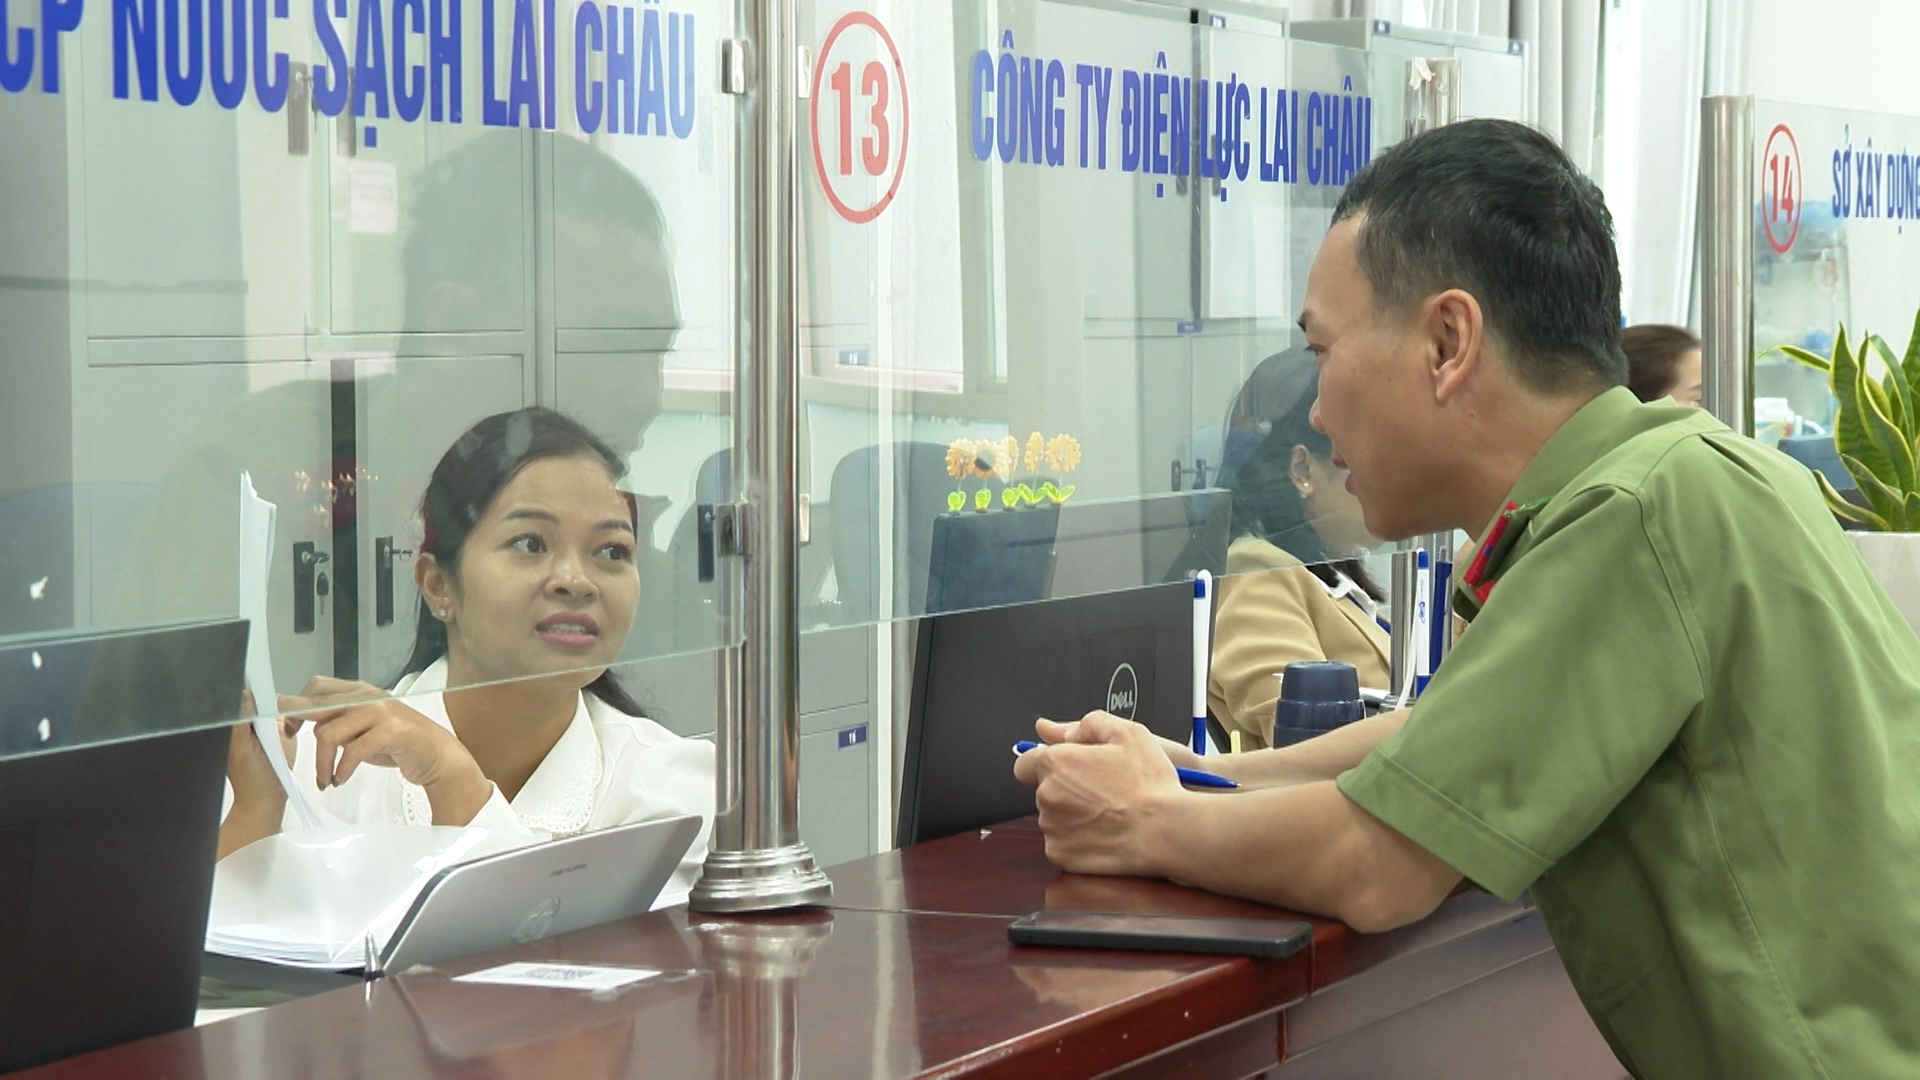 CP NƯỚC SẠCH LAI CHÂU
13
CÔNG TY ĐIỆN LỰC LAI CHÂU
14
SỞ XÂY DỰNG
DELL